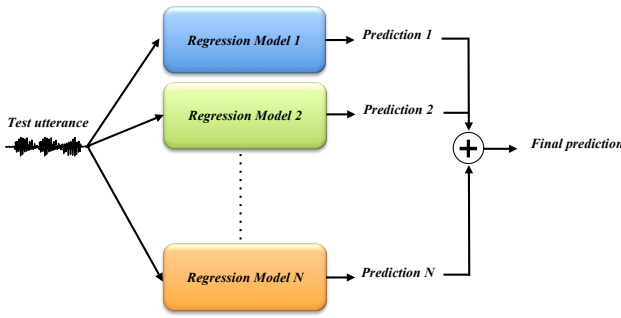 Regression Model 1
Prediction 1
Test utterance
Regression Model 2
Prediction 2
+
Final prediction
Regression Model N
Prediction N